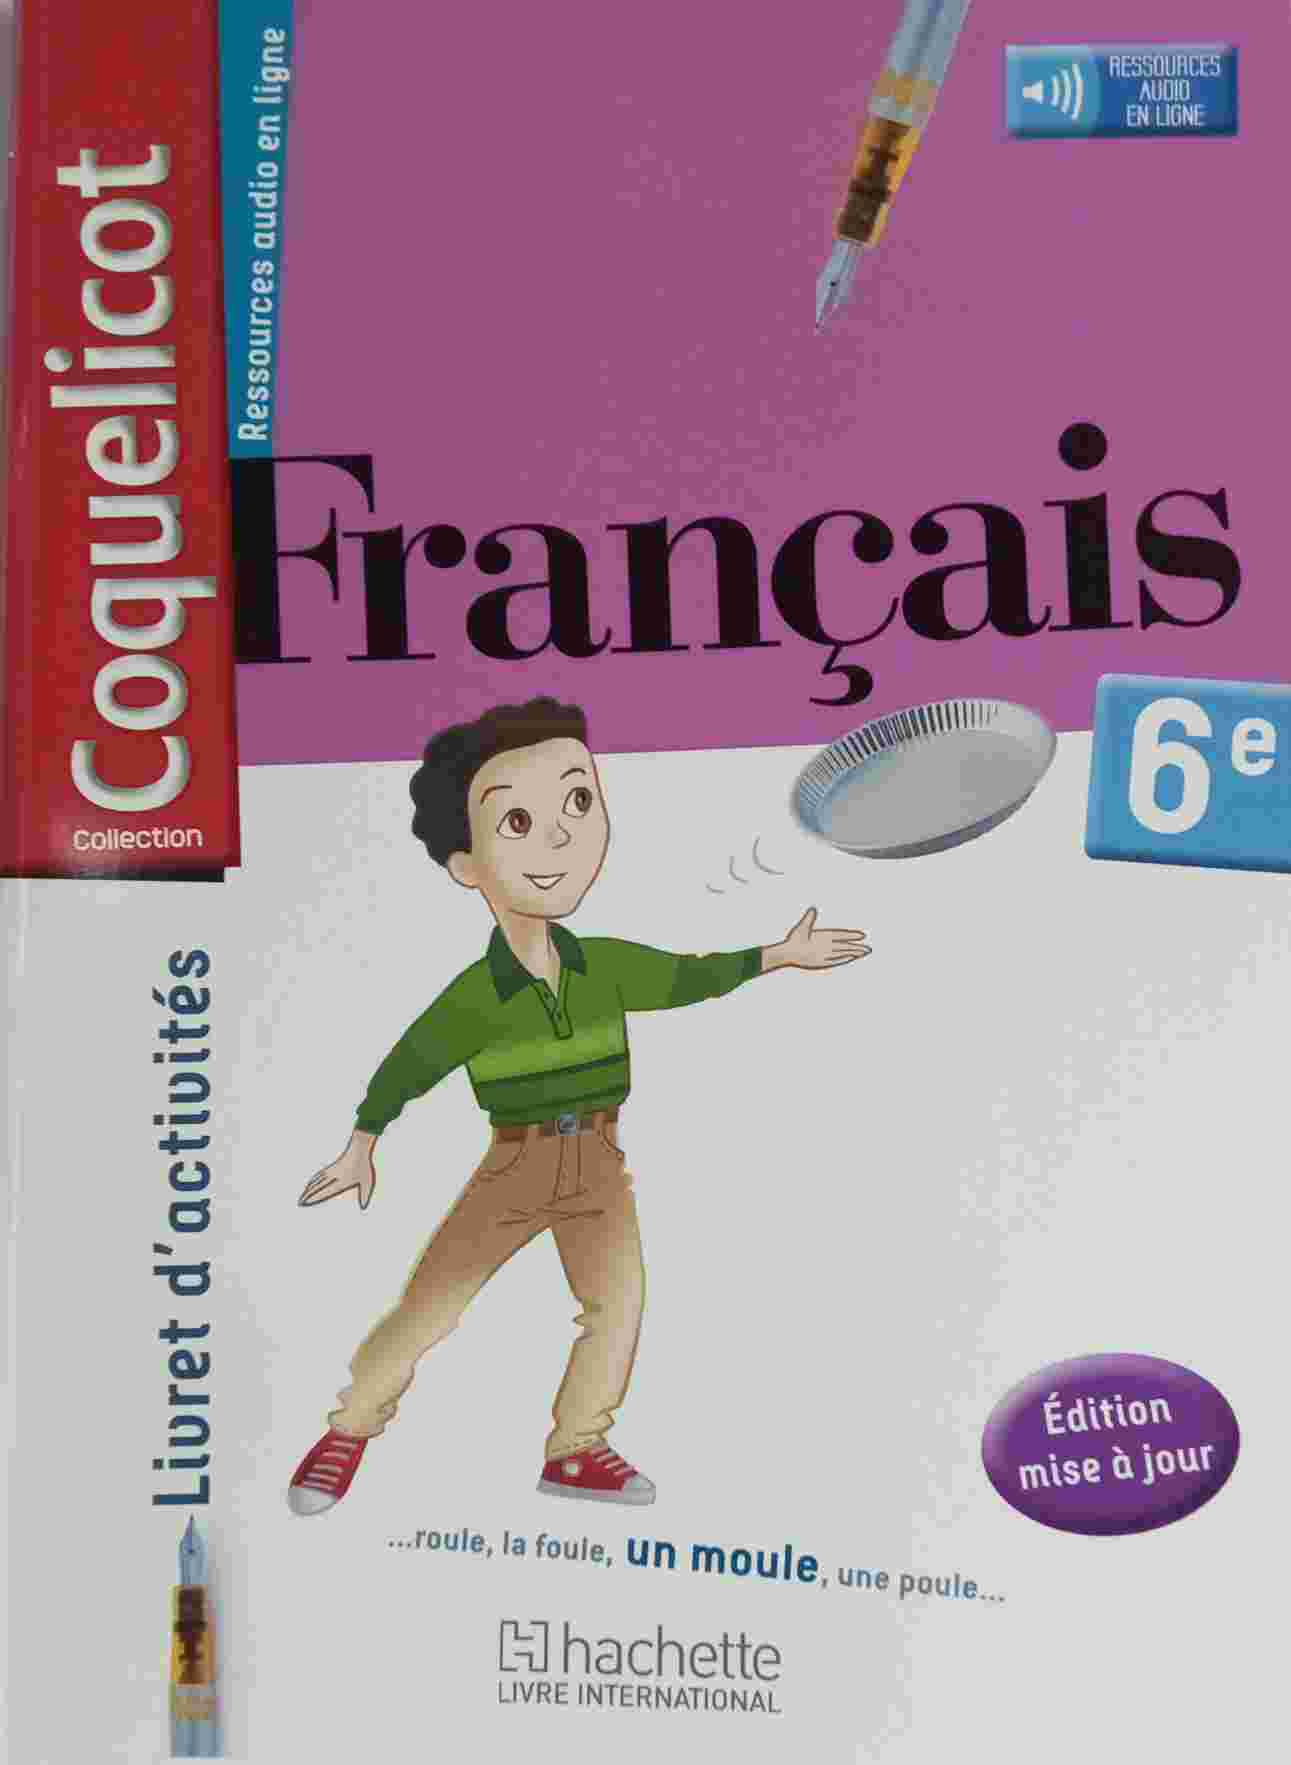 Collection
Coquelicot
Ressources audio en ligne
RESSOURCES
AUDIO
EN LIGNE
Français
6e
Livret d'activités
Édition
mise à jour
...roule, la foule, un moule, une poule...
hachette
LIVRE INTERNATIONAL